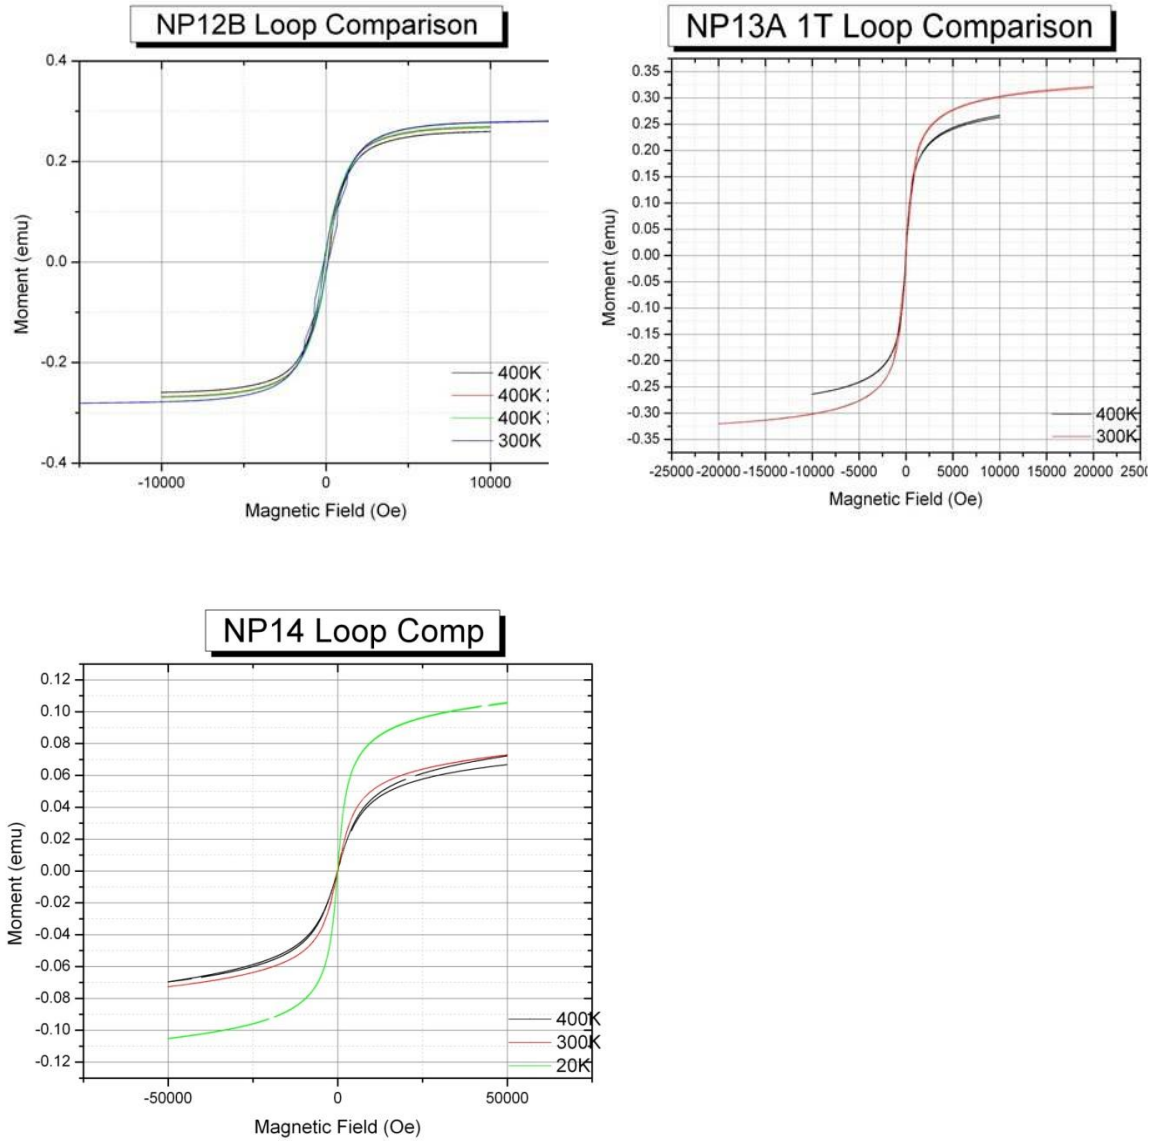 NP12B Loop Comparison
0.4
0.2
0.0
-0.2
-0.4
Moment (emu)
400K 1
400K 2
400K 3
300K
-10000 0 10000
Magnetic Field (Oe)
NP13A 1T Loop Comparison
0.35
0.30
0.25
0.20
0.15
0.10
0.05
0.00
-0.05
-0.10
-0.15
-0.20
-0.25
-0.30
-0.35
Moment (emu)
400K
300K
-25000 -20000 -15000 -10000 -5000 0 5000 10000 15000 20000 2500
Magnetic Field (Oe)
NP14 Loop Comp
0.12
0.10
0.08
0.06
0.04
0.02
0.00
-0.02
-0.04
-0.06
-0.08
-0.10
-0.12
Moment (emu)
400K
300K
20K
-50000 0 50000
Magnetic Field (Oe)